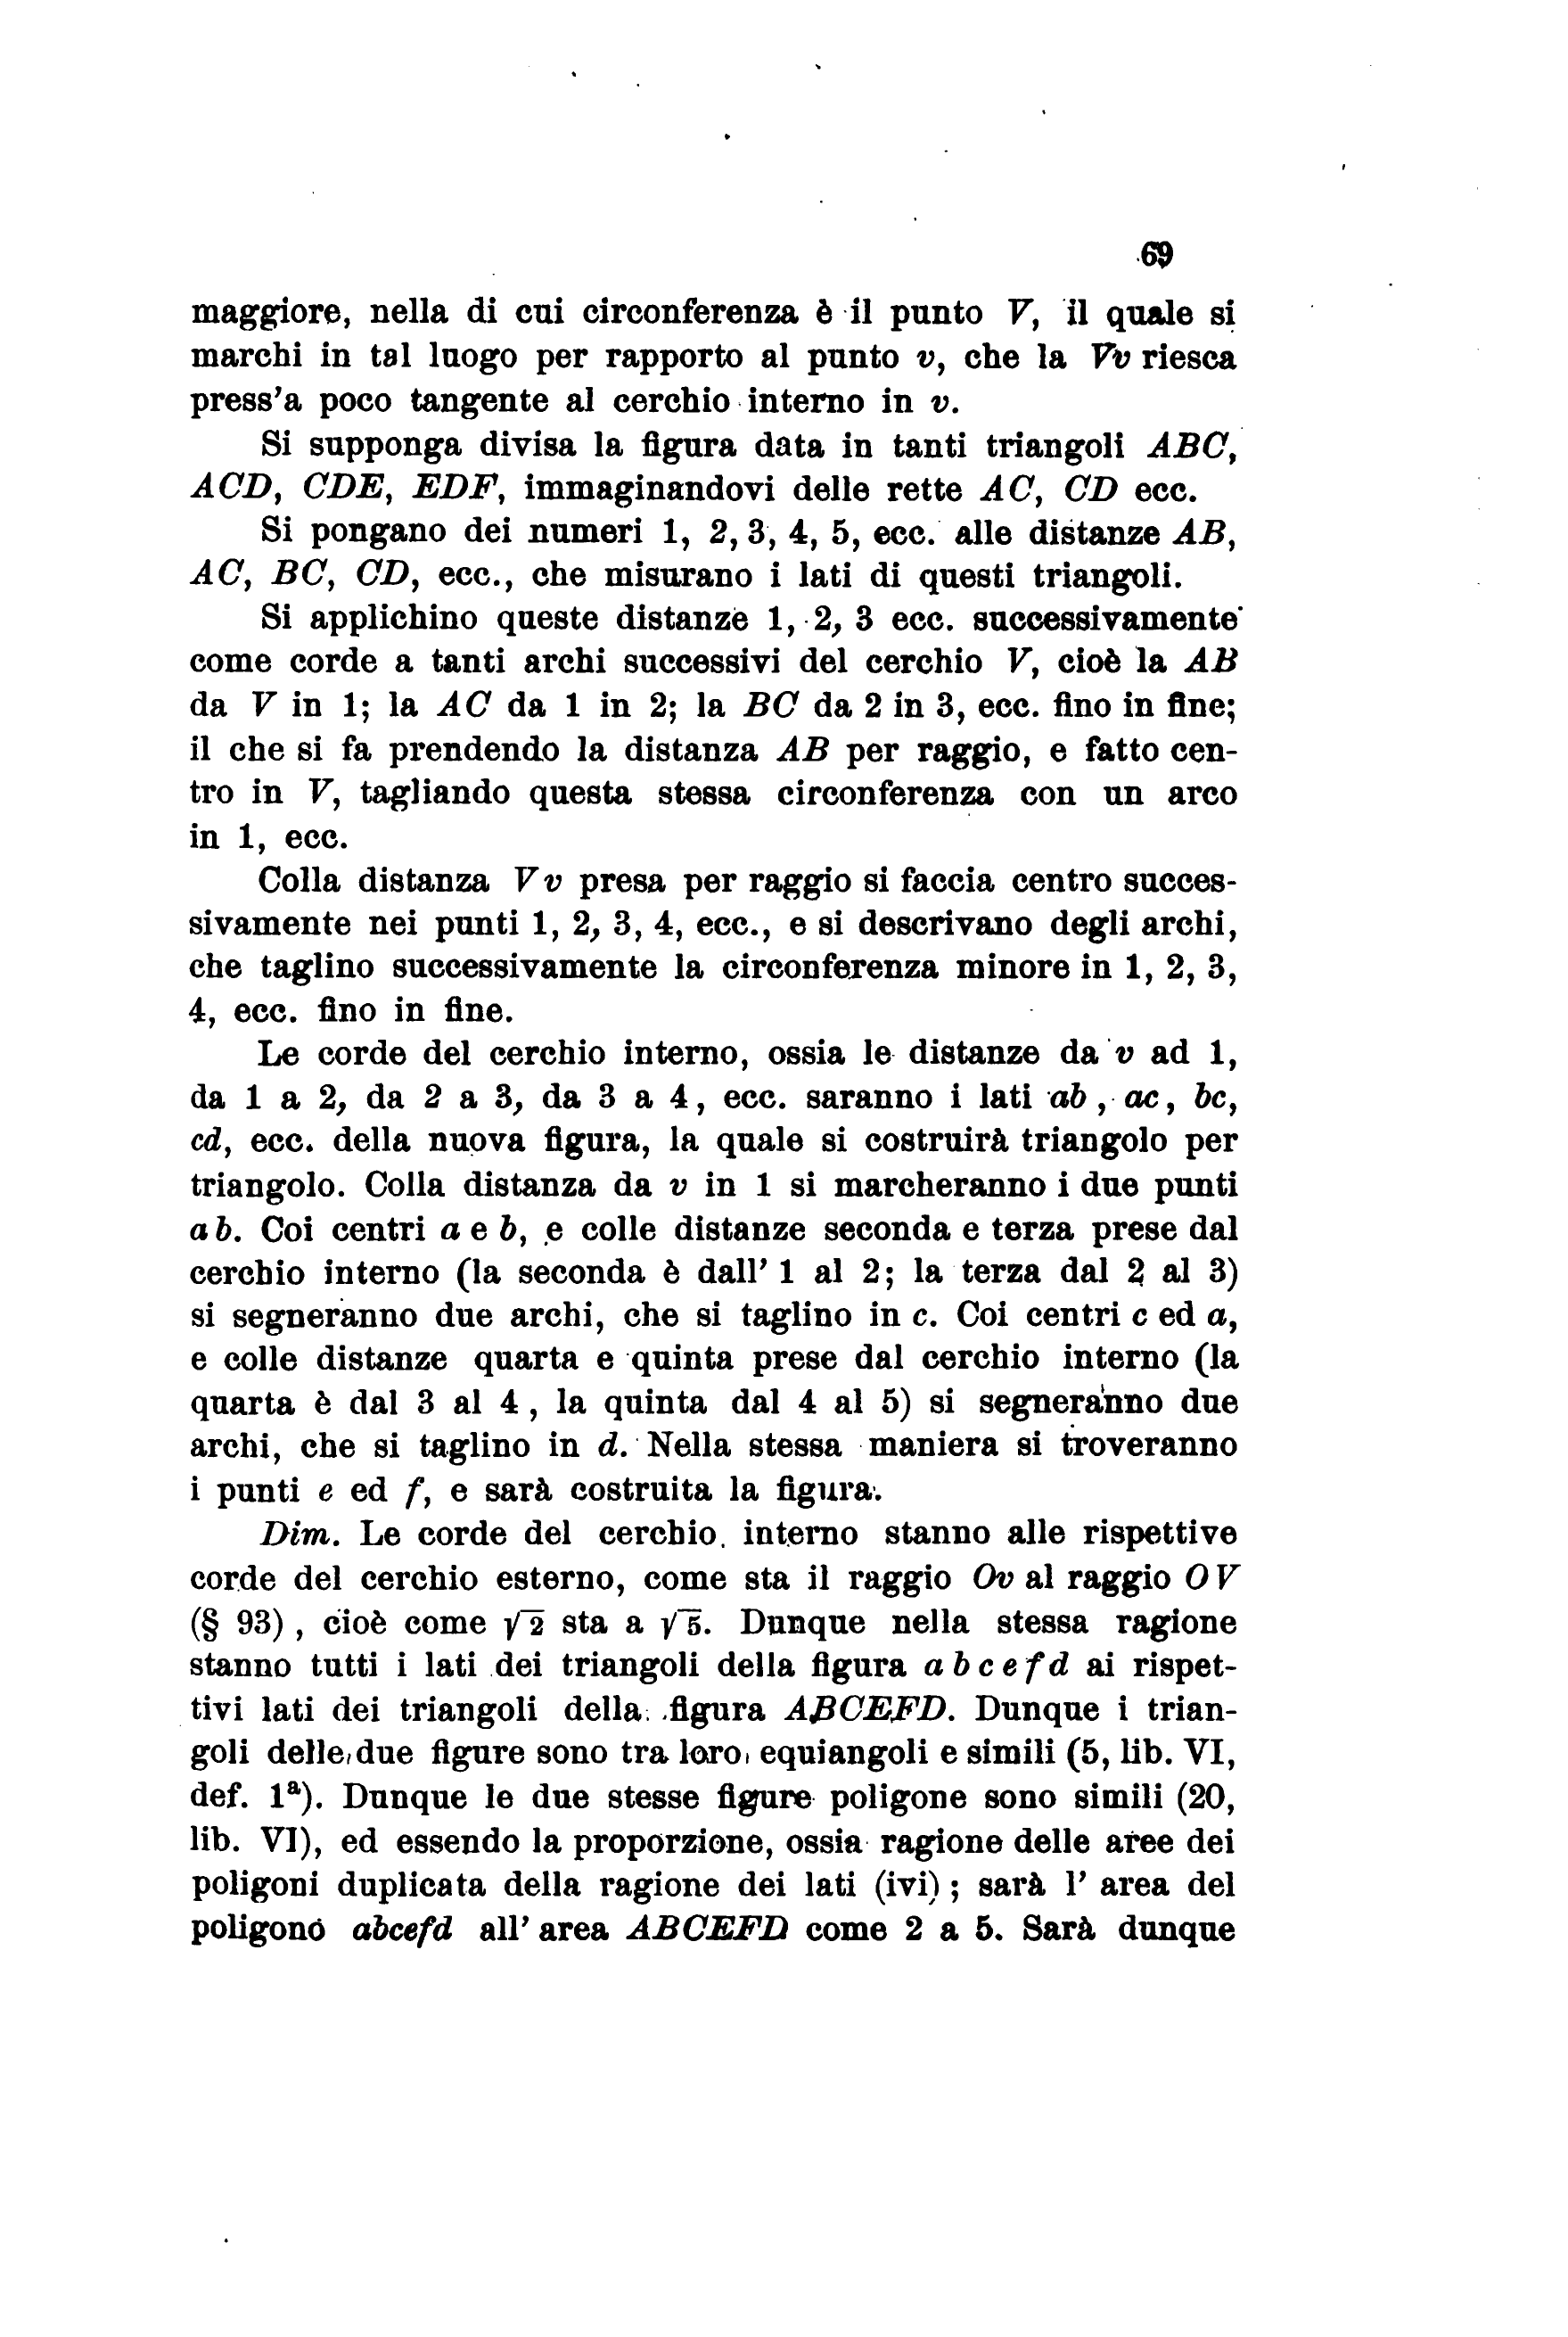 69
maggiore, nella di cui circonferenza è il punto V, il quale si
marchi in tal luogo per rapporto al punto v, che la Vv riesca
press'a poco tangente al cerchio interno in v.
Si supponga divisa la figura data in tanti triangoli ABC,
ACD, CDE, EDF, immaginandovi delle rette AC, CD ecc.
Si pongano dei numeri 1, 2, 3, 4, 5, ecc. alle distanze AB,
AC, BC, CD, ecc., che misurano i lati di questi triangoli.
Si applichino queste distanze 1, 2, 3 ecc. successivamente
come corde a tanti archi successivi del cerchio V, cioè la AB
da V in 1; la AC da 1 in 2; la BC da 2 in 3, ecc. fino in fine;
il che si fa prendendo la distanza AB per raggio, e fatto cen-
tro in V, tagliando questa stessa circonferenza con un arco
in 1, ecc.
Colla distanza Vv presa per raggio si faccia centro succes-
sivamente nei punti 1, 2, 3, 4, ecc., e si descrivano degli archi,
che taglino successivamente la circonferenza minore in 1, 2, 3,
4, ecc. fino in fine.
Le corde del cerchio interno, ossia le distanze da v ad 1,
da 1 a 2, da 2 a 3, da 3 a 4, ecc. saranno i lati ab, ac, bc,
cd, ecc. della nuova figura, la quale si costruirà triangolo per
triangolo. Colla distanza da v in 1 si marcheranno i due punti
ab. Coi centri a e b, e colle distanze seconda e terza prese dal
cerchio interno (la seconda è dall' 1 al 2; la terza dal 2 al 3)
si segneranno due archi, che si taglino in c. Coi centri c ed a,
e colle distanze quarta e quinta prese dal cerchio interno (la
quarta è dal 3 al 4, la quinta dal 4 al 5) si segneranno due
archi, che si taglino in d. Nella stessa maniera si troveranno
i punti e ed f, e sarà costruita la figura.
Dim. Le corde del cerchio interno stanno alle rispettive
corde del cerchio esterno, come sta il raggio Ov al raggio OV
(§ 93), cioè come √2 sta a √5. Dunque nella stessa ragione
stanno tutti i lati dei triangoli della figura abcefd ai rispet-
tivi lati dei triangoli della figura ABCEFD. Dunque i trian-
goli delle due figure sono tra loro equiangoli e simili (5, lib. VI,
def. 1ª). Dunque le due stesse figure poligone sono simili (20,
lib. VI), ed essendo la proporzione, ossia ragione delle aree dei
poligoni duplicata della ragione dei lati (ivi); sarà l' area del
poligono abcefd all' area ABCEFD come 2 a 5. Sarà dunque